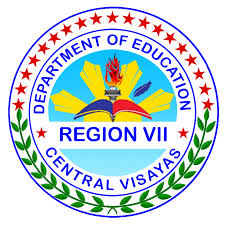 DEPARTMENT OF EDUCATION
REGION VII
CENTRAL VISAYAS